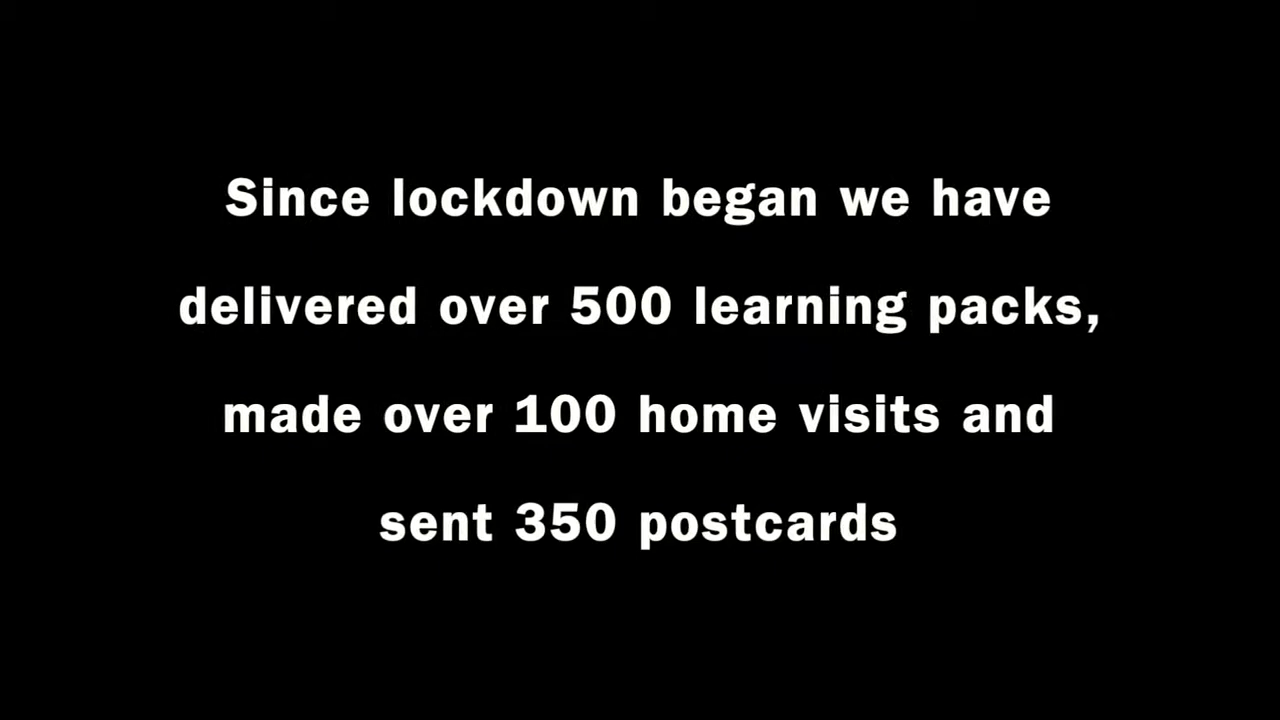 Since lockdown began we have
delivered over 500 learning packs,
made over 100 home visits and
sent 350 postcards